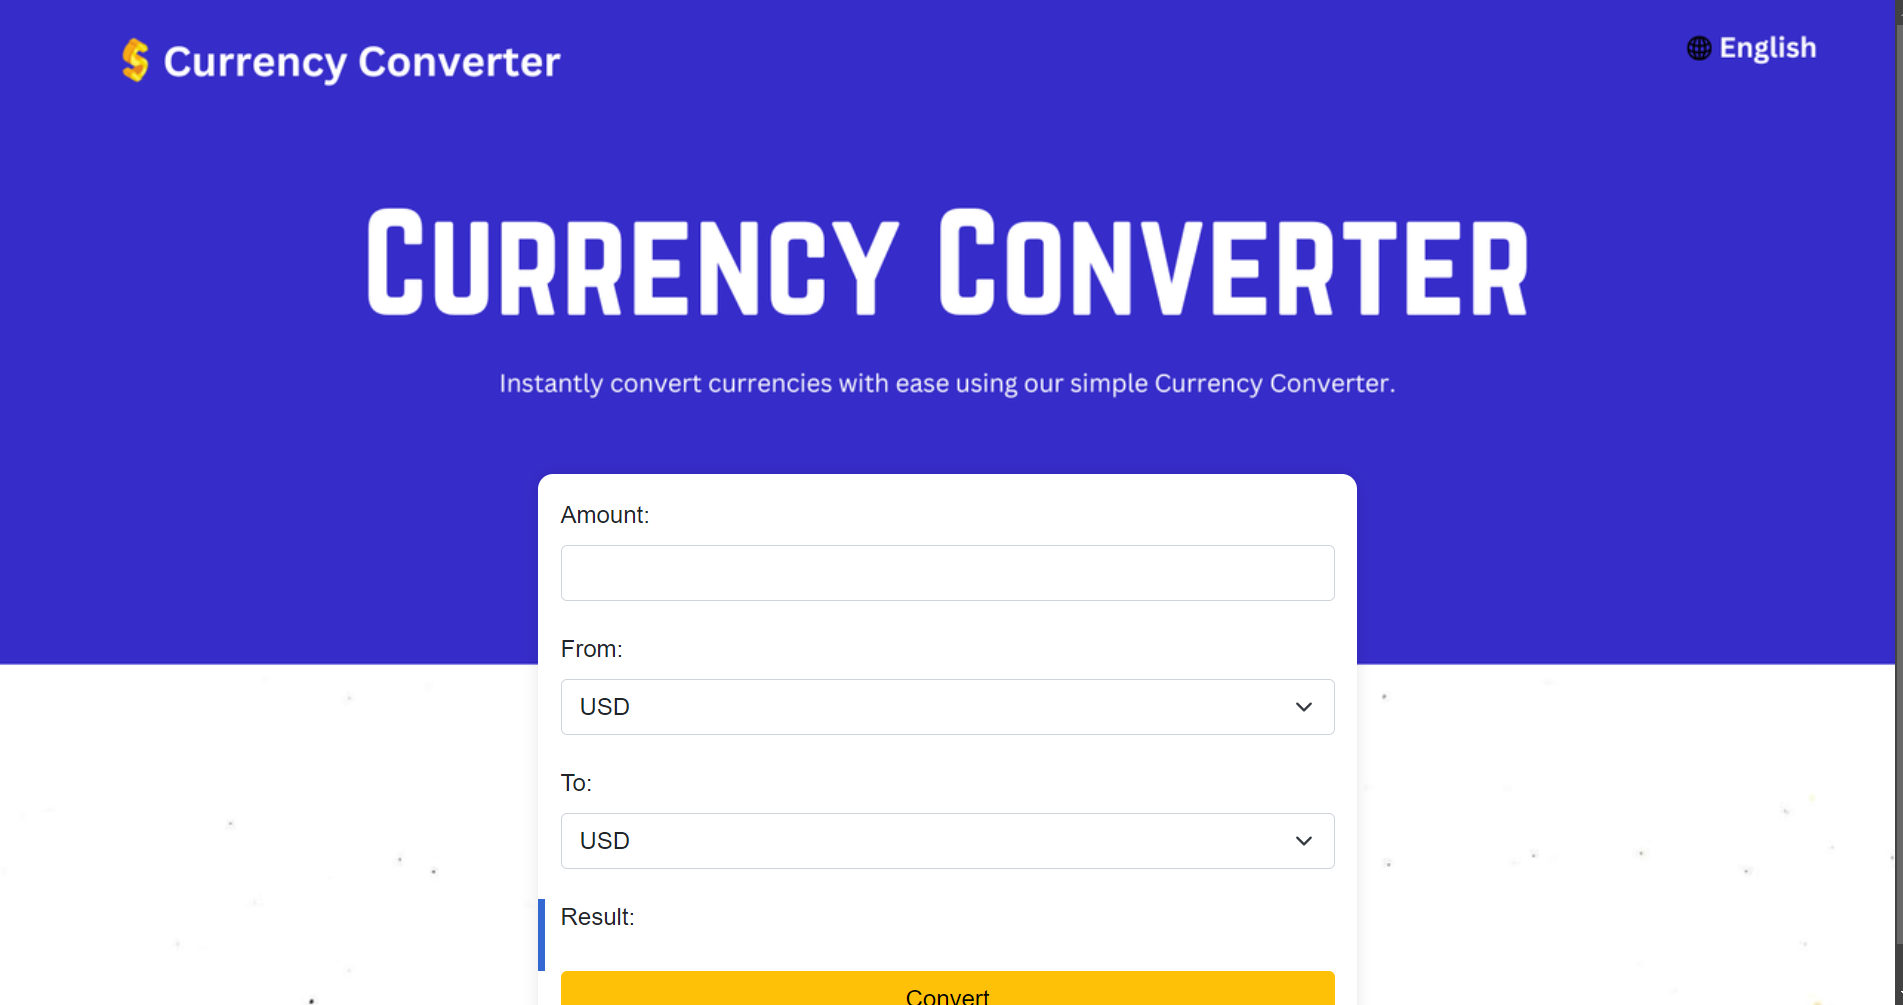 Currency Converter
English
CURRENCY CONVERTER
Instantly convert currencies with ease using our simple Currency Converter.
Amount:
From:
USD
To:
USD
Result:
Convert